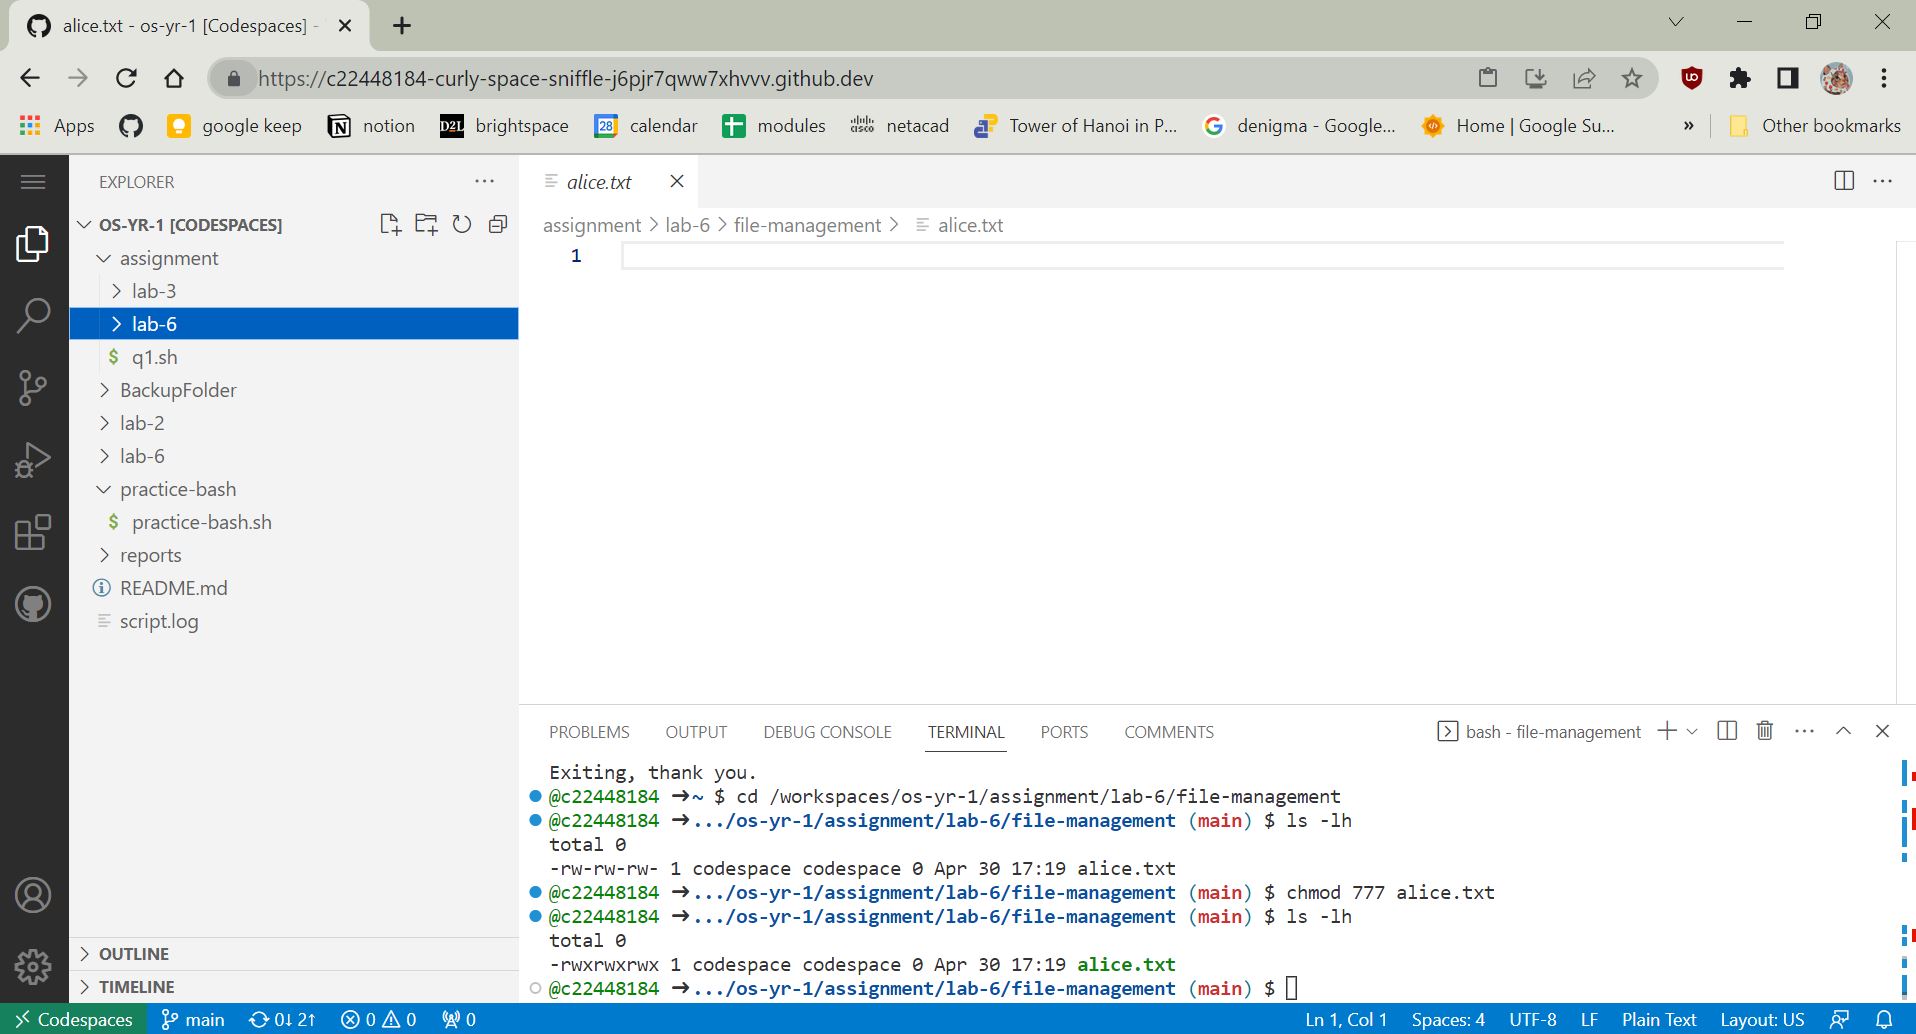 alice.txt - os-yr-1 [Codespaces] -
https://c22448184-curly-space-sniffle-j6pjr7qww7xhvvv.github.dev
Apps google keep notion D2L brightspace 28 calendar modules cisco netacad Tower of Hanoi in P... denigma - Google... Home | Google Su... » Other bookmarks
EXPLORER
OS-YR-1 [CODESPACES]
assignment
lab-3
lab-6
$ q1.sh
BackupFolder
lab-2
lab-6
practice-bash
$ practice-bash.sh
reports
README.md
script.log
OUTLINE
TIMELINE
alice.txt
assignment > lab-6 > file-management > alice.txt
1
PROBLEMS OUTPUT DEBUG CONSOLE TERMINAL PORTS COMMENTS bash - file-management
Exiting, thank you.
@c22448184 ➜~ $ cd /workspaces/os-yr-1/assignment/lab-6/file-management
@c22448184 ➜.../os-yr-1/assignment/lab-6/file-management (main) $ ls -lh
total 0
-rw-rw-rw- 1 codespace codespace 0 Apr 30 17:19 alice.txt
@c22448184 ➜.../os-yr-1/assignment/lab-6/file-management (main) $ chmod 777 alice.txt
@c22448184 ➜.../os-yr-1/assignment/lab-6/file-management (main) $ ls -lh
total 0
-rwxrwxrwx 1 codespace codespace 0 Apr 30 17:19 alice.txt
@c22448184 ➜.../os-yr-1/assignment/lab-6/file-management (main) $
Codespaces main 0↓ 2↑ 0 0 0 Ln 1, Col 1 Spaces: 4 UTF-8 LF Plain Text Layout: US